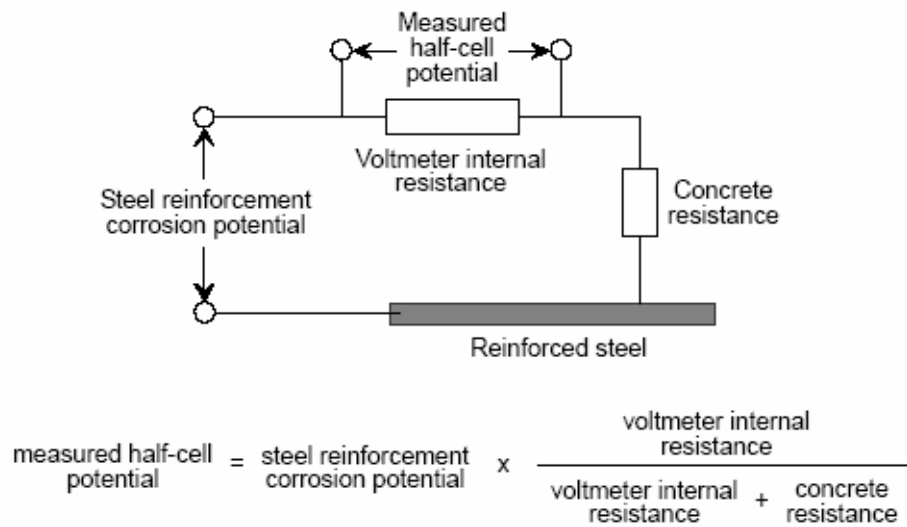 Measured
half-cell
potential
Voltmeter internal
resistance
Steel reinforcement
corrosion potential
Concrete
resistance
Reinforced steel
measured half-cell
potential
=
steel reinforcement
corrosion potential
x
voltmeter internal
resistance
voltmeter internal
resistance
+
concrete
resistance